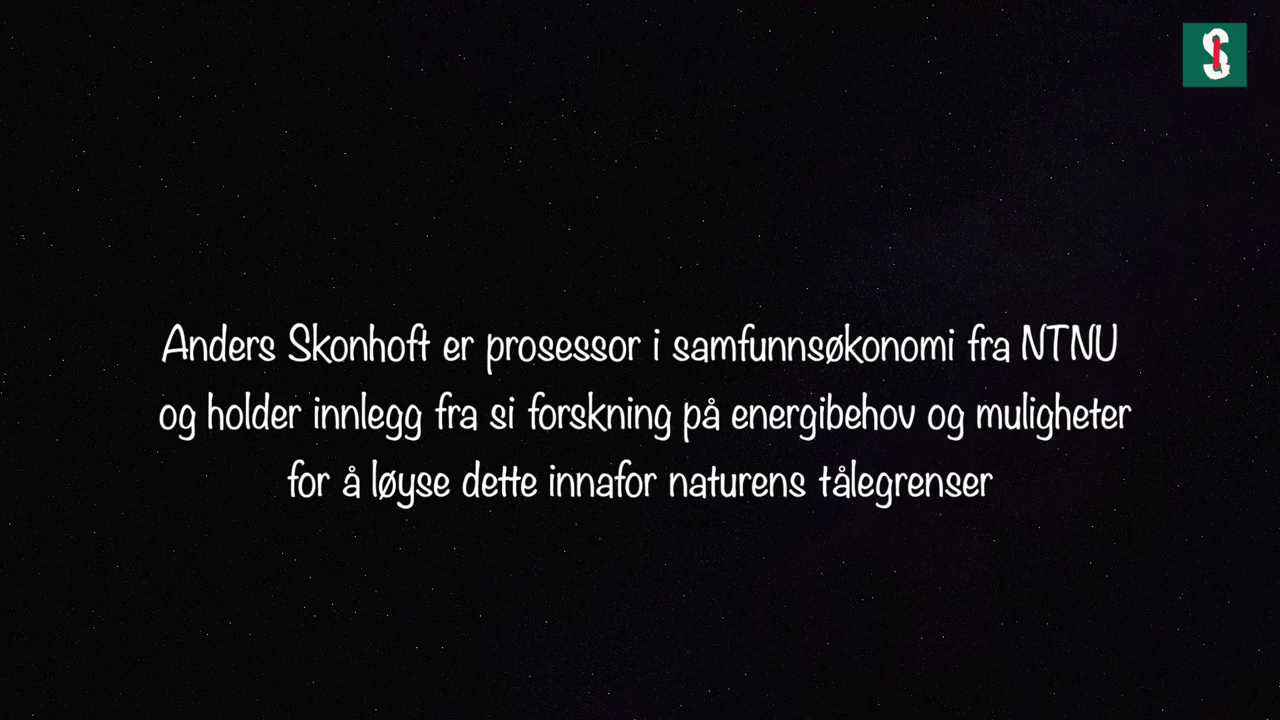 Anders Skonhoft er prosessor i samfunnsøkonomi fra NTNU
og holder innlegg fra si forskning på energibehov og muligheter
for å løyse dette innafor naturens tålegrenser